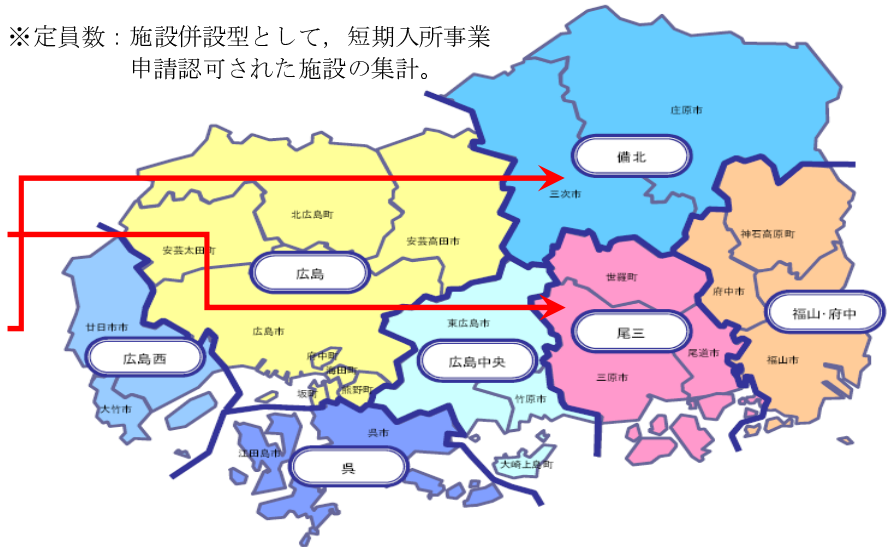 ※定員数：施設併設型として，短期入所事業
申請認可された施設の集計。
庄原市
備北
三次市
北広島町
安芸高田市
安芸太田町
広島
神石高原町
世羅町
府中市
福山・府中
廿日市市
広島西
広島市
東広島市
広島中央
尾三
尾道市
福山市
府中町
海田町
坂町
熊野町
三原市
竹原市
大竹市
呉市
江田島市
呉
大崎上島町